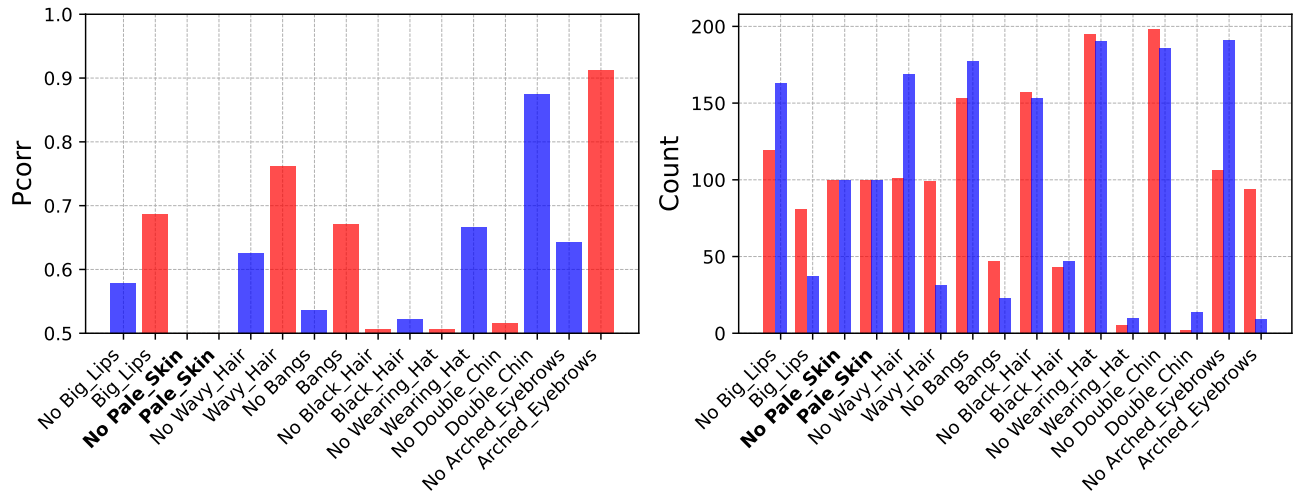 1.0
0.9
0.8
0.7
0.6
0.5
Pcorr
No Big_Lips
Big_Lips
No Pale_Skin
Pale_Skin
No Wavy_Hair
Wavy_Hair
No Bangs
Bangs
No Black_Hair
Black_Hair
No Wearing_Hat
Wearing_Hat
No Double_Chin
Double_Chin
No Arched_Eyebrows
Arched_Eyebrows
200
150
100
50
0
Count
No Big_Lips
Big_Lips
No Pale_Skin
Pale_Skin
No Wavy_Hair
Wavy_Hair
No Bangs
Bangs
No Black_Hair
Black_Hair
No Wearing_Hat
Wearing_Hat
No Double_Chin
Double_Chin
No Arched_Eyebrows
Arched_Eyebrows